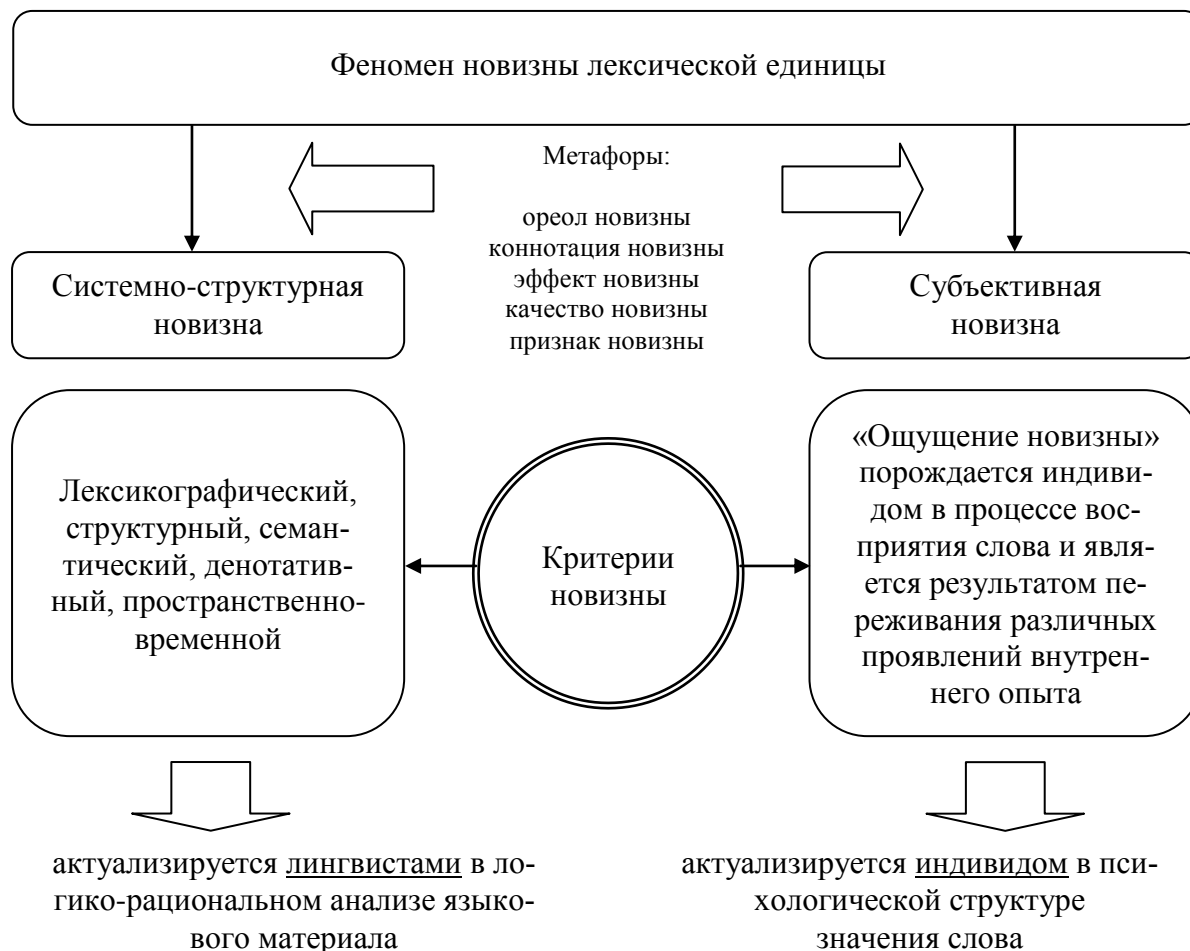 Феномен новизны лексической единицы
Метафоры:
ореол новизны
коннотация новизны
эффект новизны
качество новизны
признак новизны
Системно-структурная
новизна
Субъективная
новизна
Лексикографический,
структурный, семан-
тический, денотатив-
ный, пространственно-
временной
Критерии
новизны
«Ощущение новизны»
порождается индиви-
дом в процессе вос-
приятия слова и явля-
ется результатом пе-
реживания различных
проявлений внутрен-
него опыта
актуализируется лингвистами в ло-
гико-рациональном анализе языко-
вого материала
актуализируется индивидом в пси-
хологической структуре
значения слова